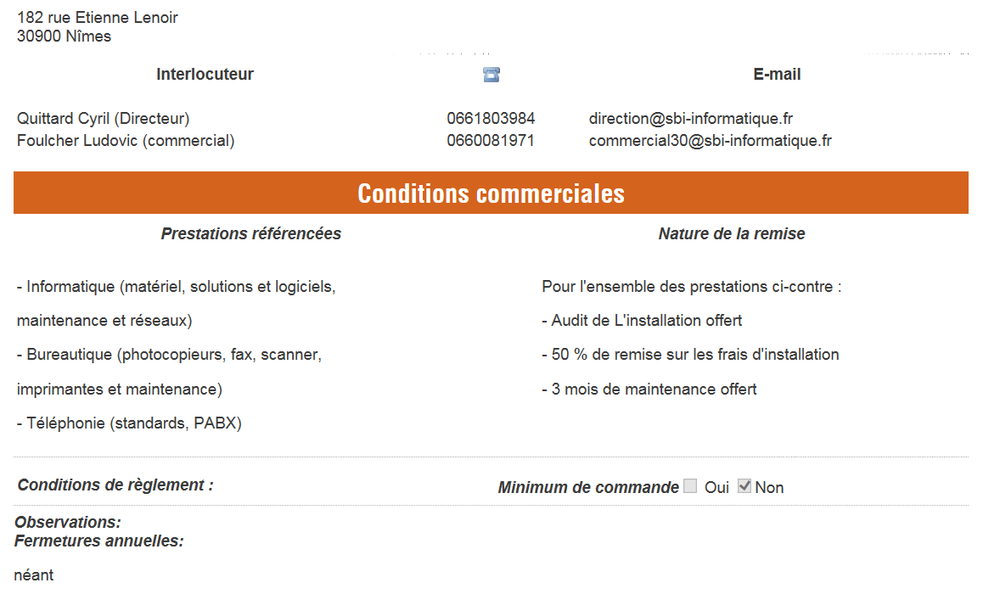 182 rue Etienne Lenoir
30900 Nîmes
Interlocuteur E-mail
Quittard Cyril (Directeur) 0661803984 direction@sbi-informatique.fr
Foulcher Ludovic (commercial) 0660081971 commercial30@sbi-informatique.fr
Conditions commerciales
Prestations référencées Nature de la remise
- Informatique (matériel, solutions et logiciels, Pour l'ensemble des prestations ci-contre :
maintenance et réseaux) - Audit de L'installation offert
- Bureautique (photocopieurs, fax, scanner, - 50 % de remise sur les frais d'installation
imprimantes et maintenance) - 3 mois de maintenance offert
- Téléphonie (standards, PABX)
Conditions de règlement : Minimum de commande Oui Non
Observations:
Fermetures annuelles:
néant